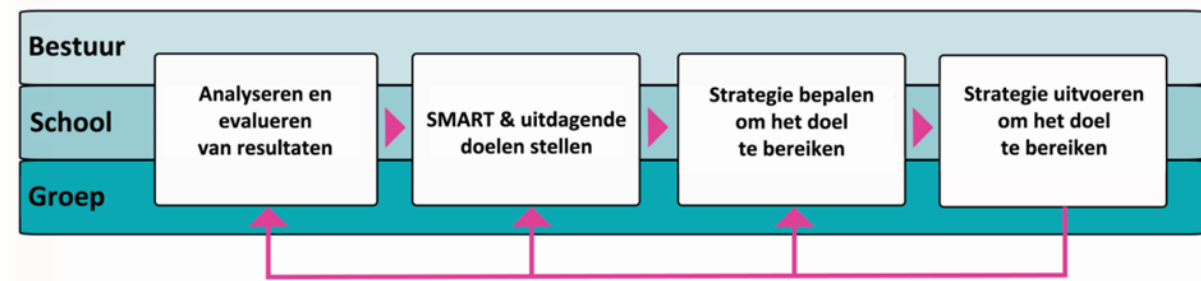 Bestuur
School
Groep
Analyseren en
evalueren
van resultaten
SMART & uitdagende
doelen stellen
Strategie bepalen
om het doel
te bereiken
Strategie uitvoeren
om het doel
te bereiken